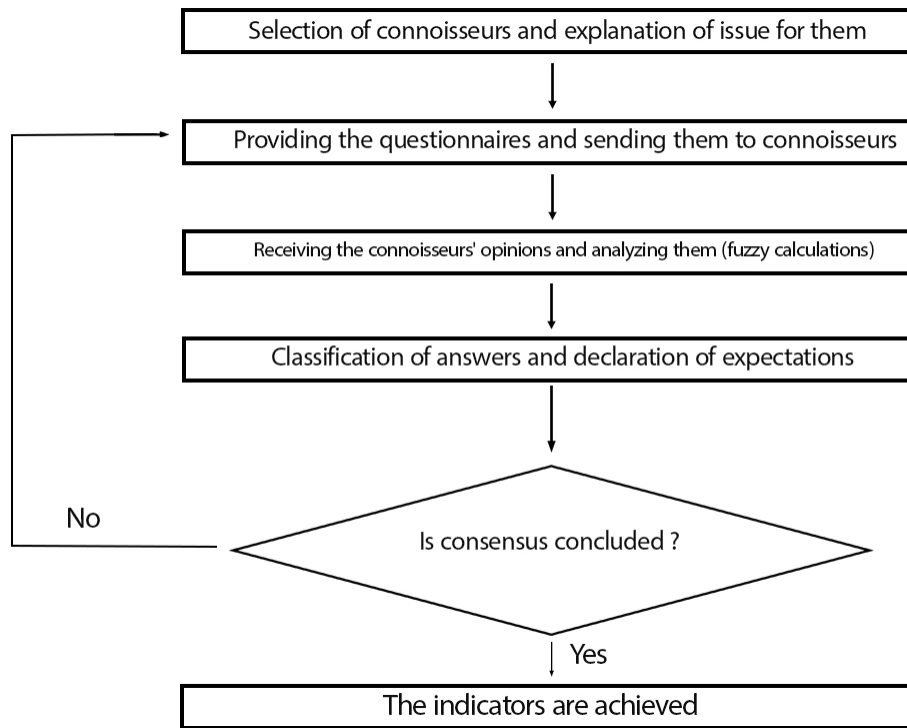 Selection of connoisseurs and explanation of issue for them
Providing the questionnaires and sending them to connoisseurs
Receiving the connoisseurs' opinions and analyzing them (fuzzy calculations)
Classification of answers and declaration of expectations
No
Is consensus concluded ?
Yes
The indicators are achieved